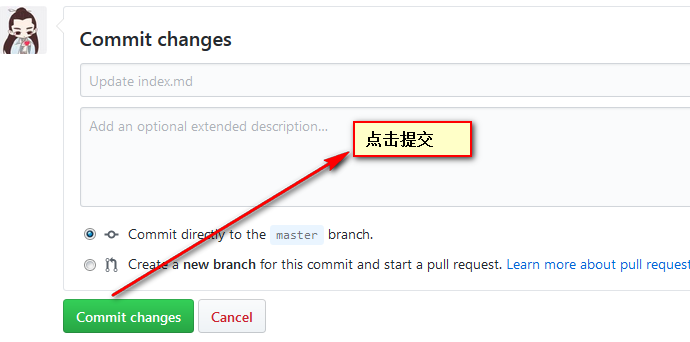 Commit changes
Update index.md
Add an optional extended description...
点击提交
Commit directly to the master branch.
Create a new branch for this commit and start a pull request. Learn more about pull request
Commit changes
Cancel